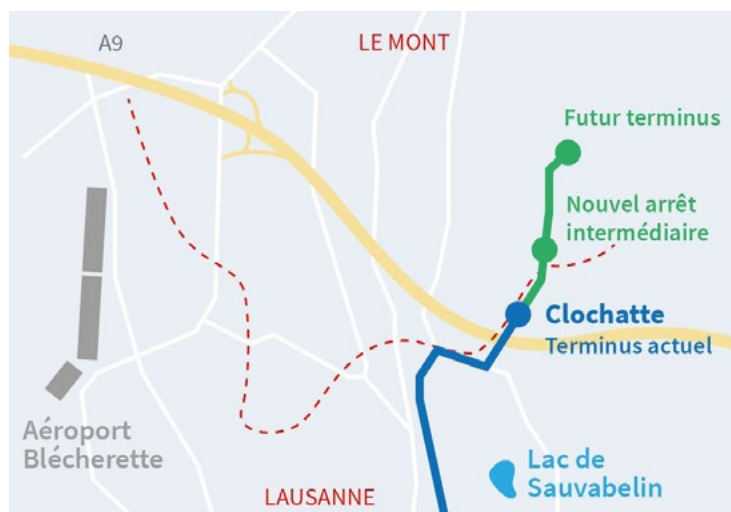 A9
LE MONT
Futur terminus
Nouvel arrêt
intermédiaire
Clochatte
Terminus actuel
Aéroport
Blécherette
Lac de
Sauvabelin
LAUSANNE